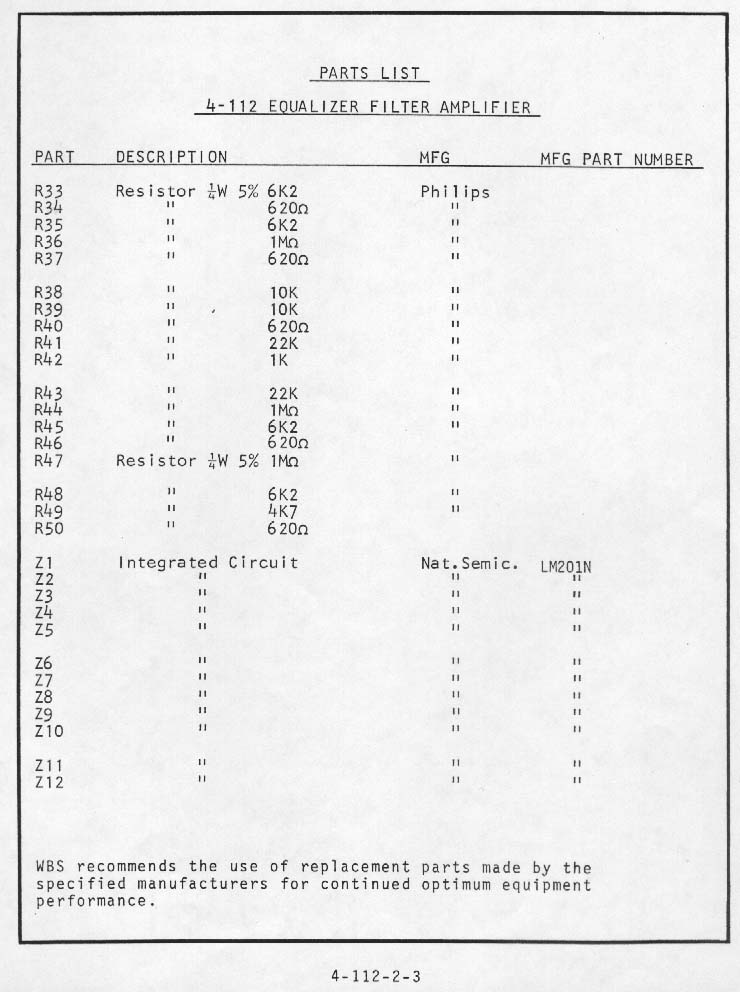 PARTS LIST
4-112 EQUALIZER FILTER AMPLIFIER
PART DESCRIPTION MFG MFG PART NUMBER
R33 Resistor ¼W 5% 6K2 Philips
R34 " 620Ω "
R35 " 6K2 "
R36 " 1MΩ "
R37 " 620Ω "
R38 " 10K "
R39 " 10K "
R40 " 620Ω "
R41 " 22K "
R42 " 1K "
R43 " 22K "
R44 " 1MΩ "
R45 " 6K2 "
R46 " 620Ω "
R47 Resistor ¼W 5% 1MΩ "
R48 " 6K2 "
R49 " 4K7 "
R50 " 620Ω
Z1 Integrated Circuit Nat.Semic. LM201N
Z2 " " "
Z3 " " "
Z4 " " "
Z5 " " "
Z6 " " "
Z7 " " "
Z8 " " "
Z9 " " "
Z10 " " "
Z11 " " "
Z12 " " "
WBS recommends the use of replacement parts made by the
specified manufacturers for continued optimum equipment
performance.
4-112-2-3